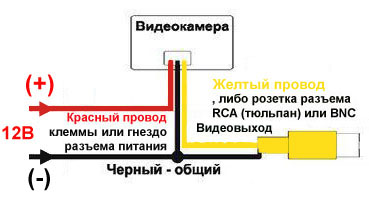 Видеокамера
(+)
Желтый провод
, либо розетка разъема
RCA (тюльпан) или BNC
Видеовыход
Красный провод
клеммы или гнездо
разъема питания
12В
(-)
Черный - общий